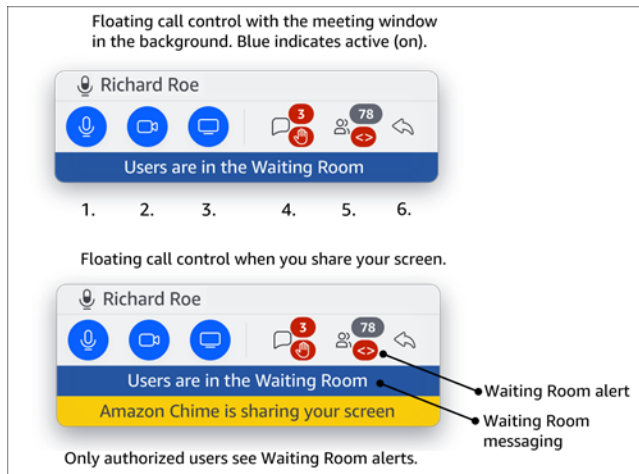 Floating call control with the meeting window
in the background. Blue indicates active (on).
Richard Roe
3
78
<>
Users are in the Waiting Room
1. 2. 3. 4. 5. 6.
Floating call control when you share your screen.
Richard Roe
3
78
<>
Users are in the Waiting Room
Amazon Chime is sharing your screen
Waiting Room alert
Waiting Room
messaging
Only authorized users see Waiting Room alerts.